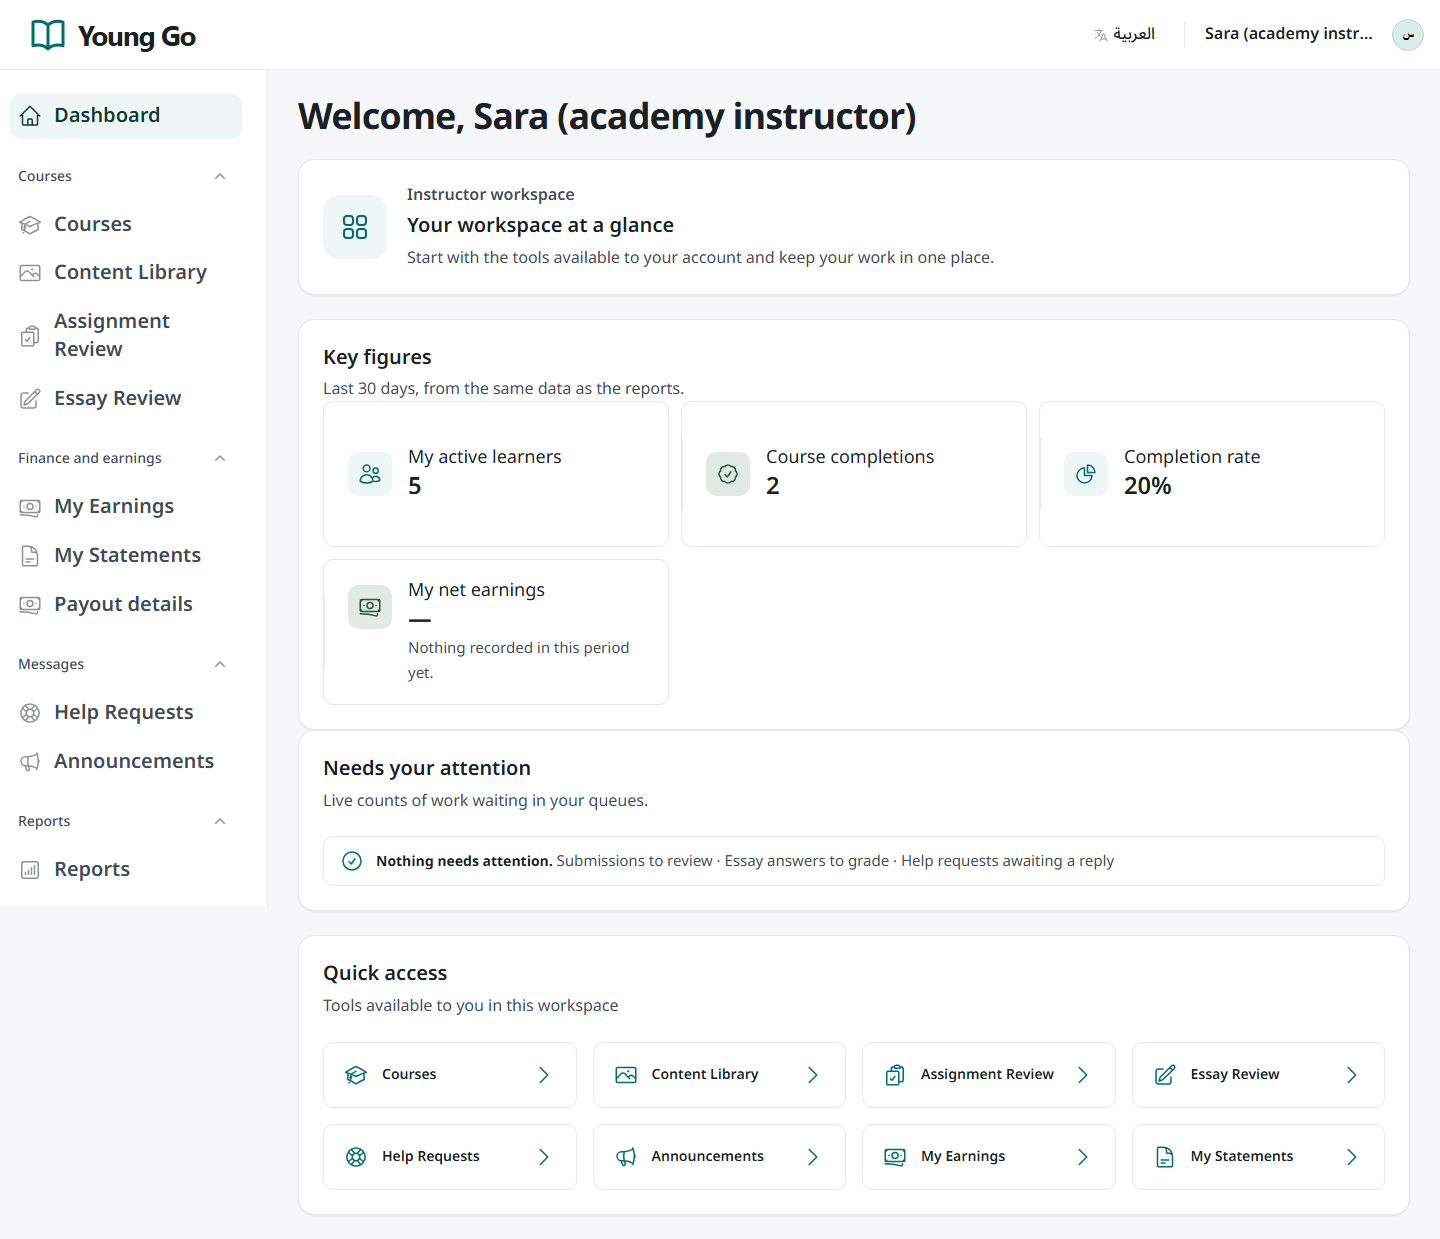 Young Go
العربية
Sara (academy instr...
س
Dashboard
Courses
Courses
Content Library
Assignment
Review
Essay Review
Finance and earnings
My Earnings
My Statements
Payout details
Messages
Help Requests
Announcements
Reports
Reports
Welcome, Sara (academy instructor)
Instructor workspace
Your workspace at a glance
Start with the tools available to your account and keep your work in one place.
Key figures
Last 30 days, from the same data as the reports.
My active learners
5
Course completions
2
Completion rate
20%
My net earnings
—
Nothing recorded in this period
yet.
Needs your attention
Live counts of work waiting in your queues.
Nothing needs attention. Submissions to review · Essay answers to grade · Help requests awaiting a reply
Quick access
Tools available to you in this workspace
Courses
Content Library
Assignment Review
Essay Review
Help Requests
Announcements
My Earnings
My Statements